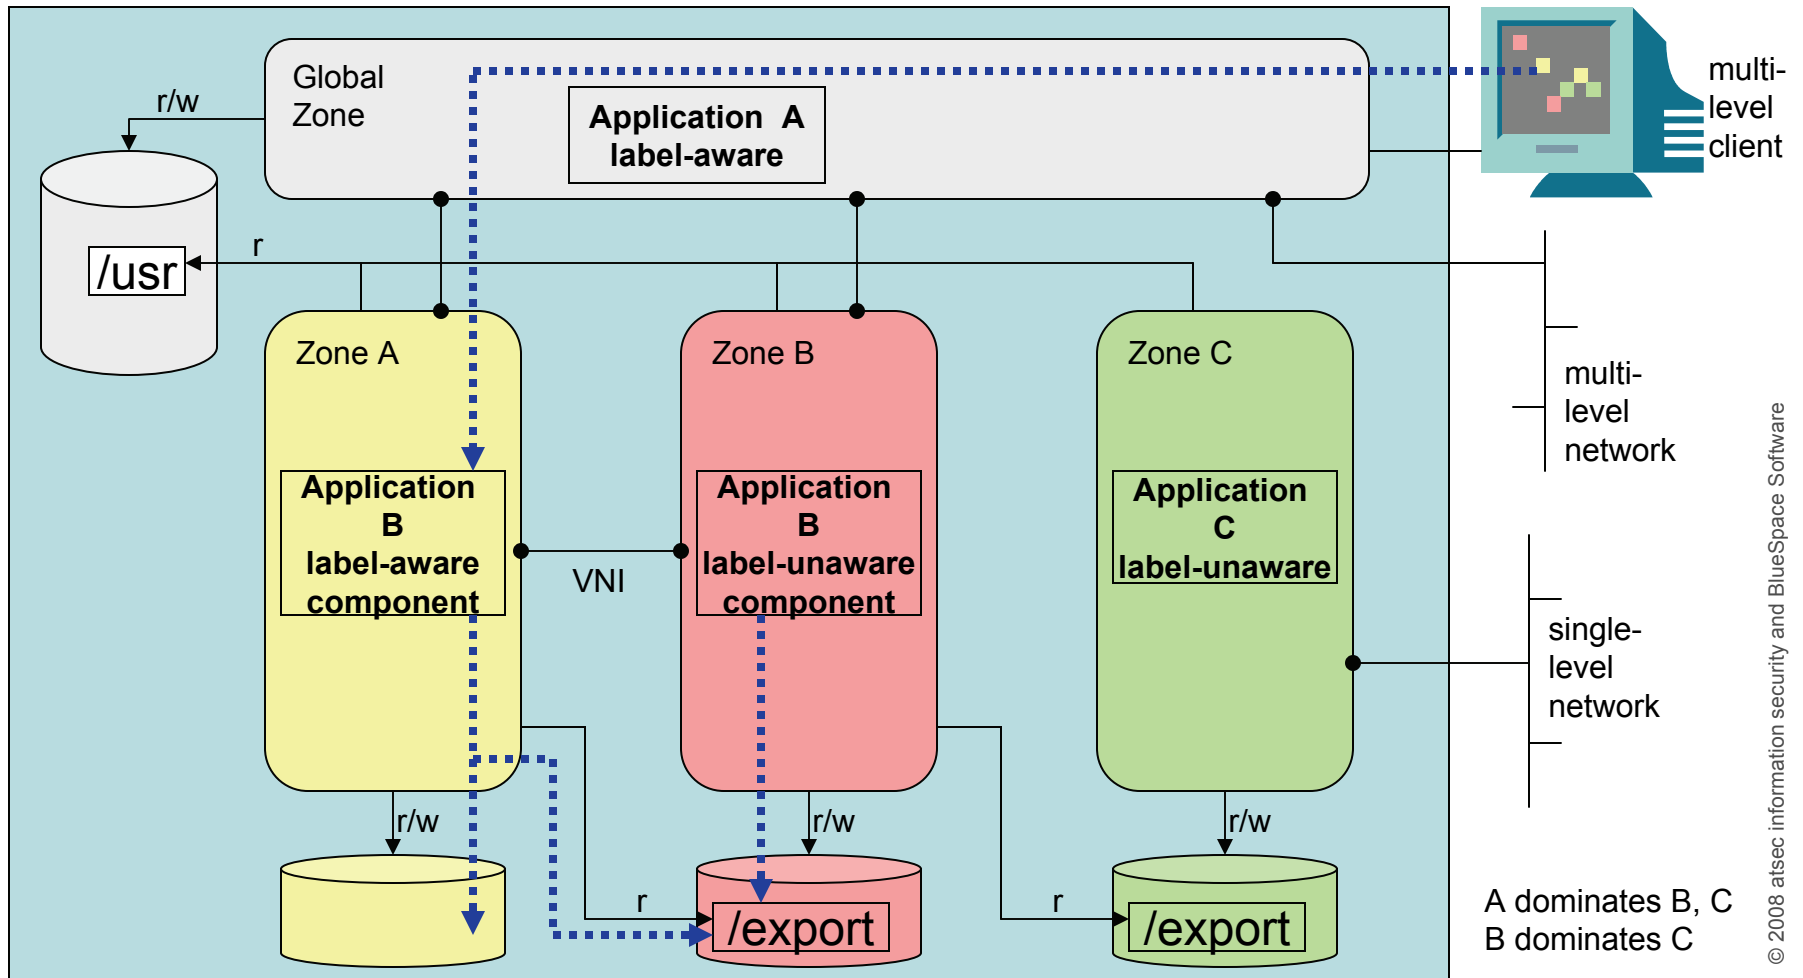 Global
Zone
Application A
label-aware
multi-
level
client
r/w
r
/usr
Zone A
Zone B
Zone C
multi-
level
network
Application
B
label-aware
component
VNI
Application
B
label-unaware
component
Application
C
label-unaware
single-
level
network
r/w
r/w
r/w
r
/export
r
/export
A dominates B, C
B dominates C
© 2008 atsec information security and BlueSpace Software